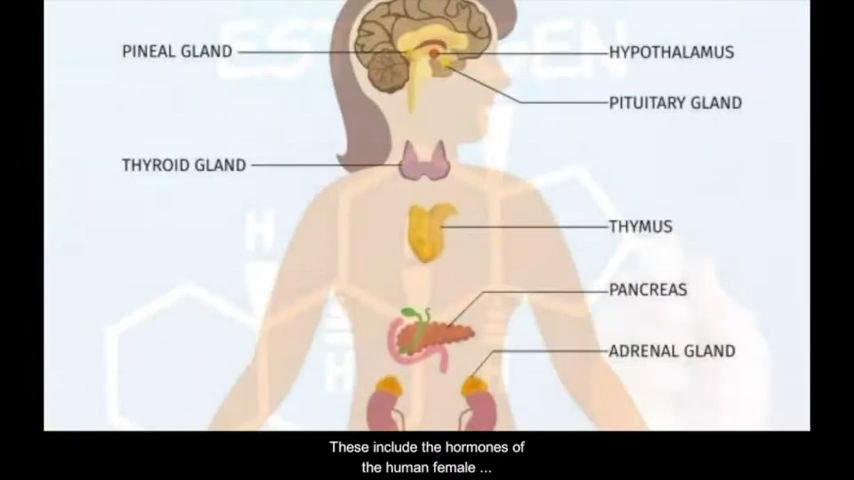 ESTROGEN
PINEAL GLAND
HYPOTHALAMUS
PITUITARY GLAND
THYROID GLAND
THYMUS
H
PANCREAS
ADRENAL GLAND
H
These include the hormones of
the human female ...